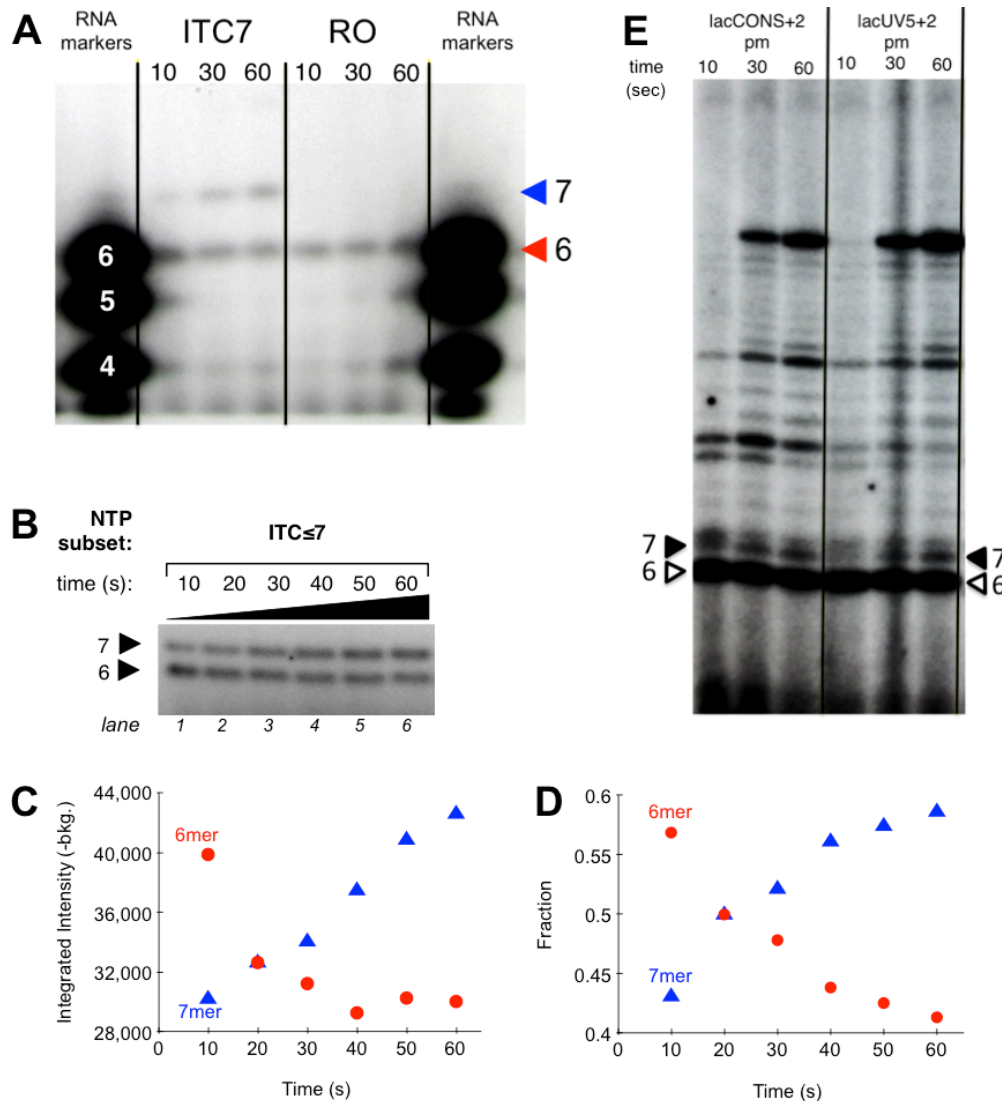 A
RNA
markers
ITC7
RO
RNA
markers
10 30 60 10 30 60
6
5
4
7
6
B
NTP
subset:
ITC≤7
time (s):
10 20 30 40 50 60
7
6
lane
1 2 3 4 5 6
E
lacCONS+2
pm
lacUV5+2
pm
time
(sec)
10 30 60 10 30 60
7
6
7
6
C
Integrated Intensity (-bkg.)
44,000
40,000
36,000
32,000
28,000
6mer
7mer
0 10 20 30 40 50 60
Time (s)
D
Fraction
0.6
0.55
0.5
0.45
0.4
6mer
7mer
0 10 20 30 40 50 60
Time (s)